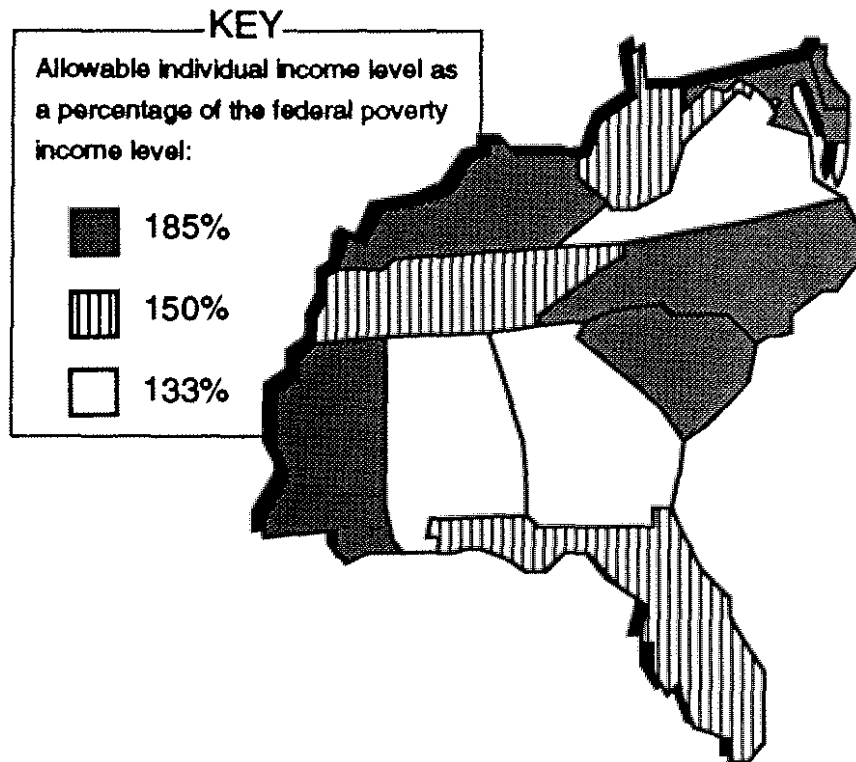 KEY
Allowable individual income level as
a percentage of the federal poverty
income level:
185%
150%
133%